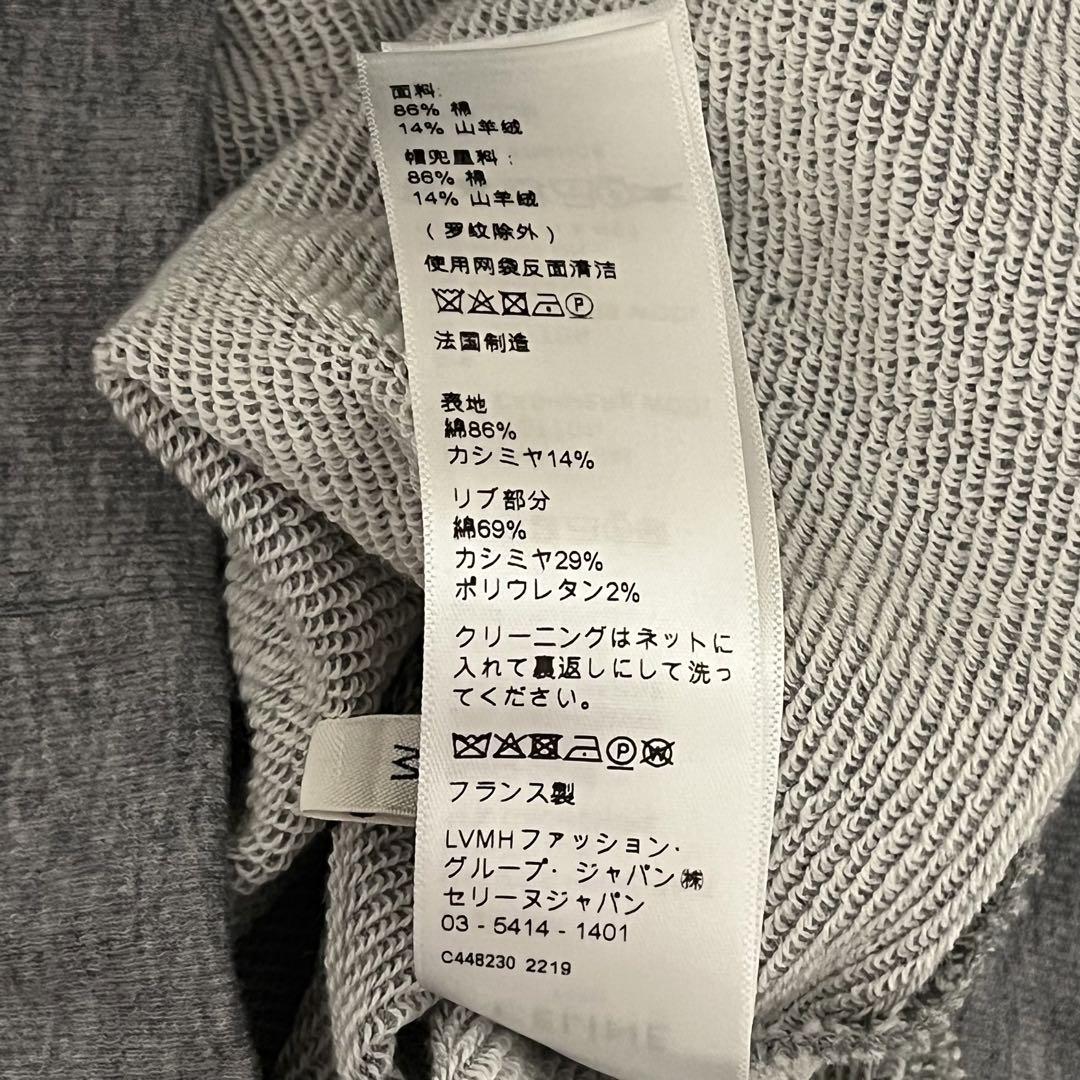 面料:
86% 棉
14% 山羊绒
帽兜里料:
86% 棉
14% 山羊绒
(罗纹除外)
使用网袋反面清洁
P
法国制造
表地
綿86%
カシミヤ14%
リブ部分
綿69%
カシミヤ29%
ポリウレタン2%
クリーニングはネットに
入れて裏返しにして洗っ
てください。
P W
フランス製
LVMHファッション·
グループ· ジャパン㈱
セリーヌジャパン
03 - 5414 - 1401
C448230 2219
M